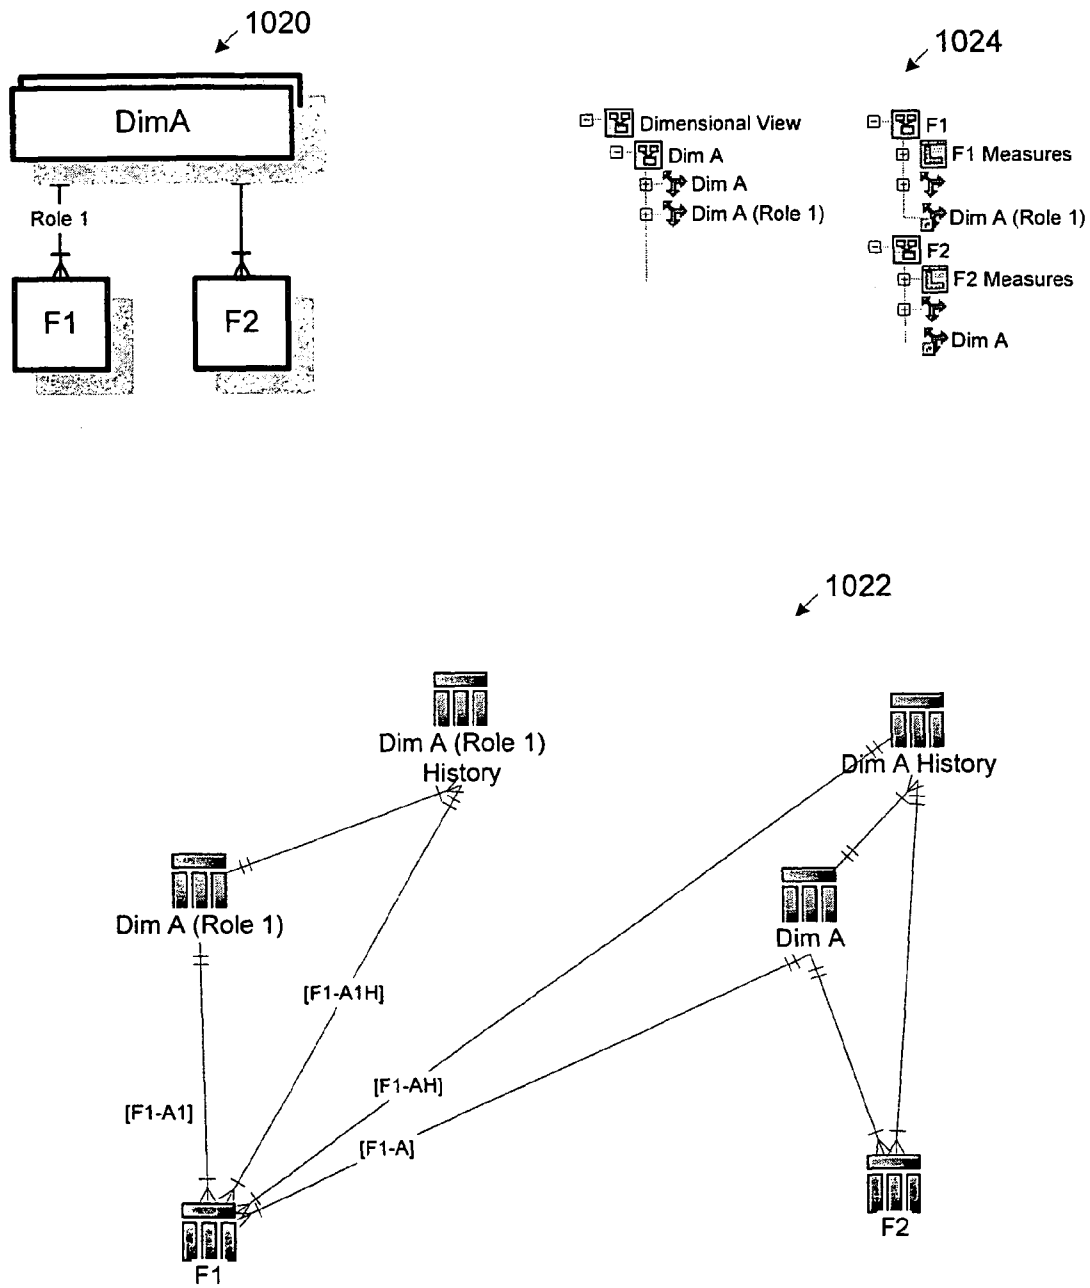 1020
DimA
Role 1
F1
F2
1024
Dimensional View
Dim A
Dim A
Dim A (Role 1)
F1
F1 Measures
Dim A (Role 1)
F2
F2 Measures
Dim A
1022
Dim A (Role 1)
History
Dim A History
Dim A (Role 1)
Dim A
[F1-A1H]
[F1-AH]
[F1-A1]
[F1-A]
F1
F2